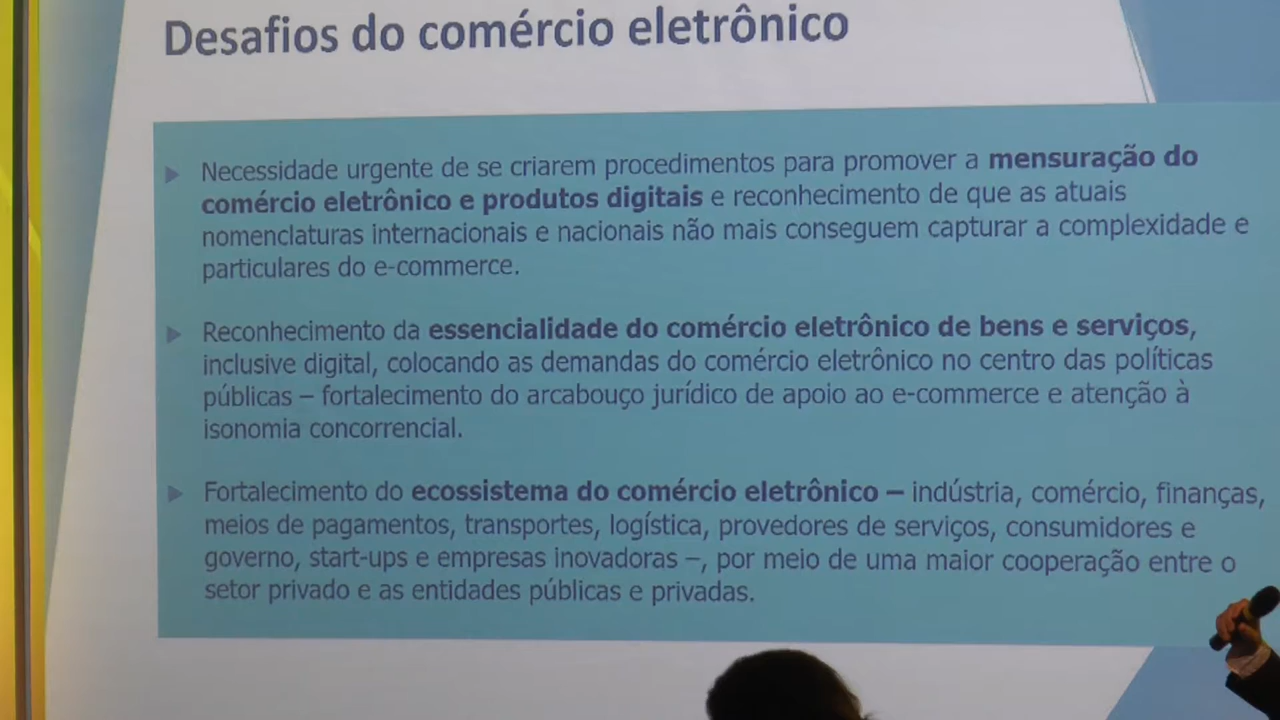 Desafios do comércio eletrônico
Necessidade urgente de se criarem procedimentos para promover a mensuração do
comércio eletrônico e produtos digitais e reconhecimento de que as atuais
nomenclaturas internacionais e nacionais não mais conseguem capturar a complexidade e
particulares do e-commerce.
Reconhecimento da essencialidade do comércio eletrônico de bens e serviços,
inclusive digital, colocando as demandas do comércio eletrônico no centro das políticas
públicas – fortalecimento do arcabouço jurídico de apoio ao e-commerce e atenção à
isonomia concorrencial.
Fortalecimento do ecossistema do comércio eletrônico – indústria, comércio, finanças,
meios de pagamentos, transportes, logística, provedores de serviços, consumidores e
governo, start-ups e empresas inovadoras –, por meio de uma maior cooperação entre o
setor privado e as entidades públicas e privadas.